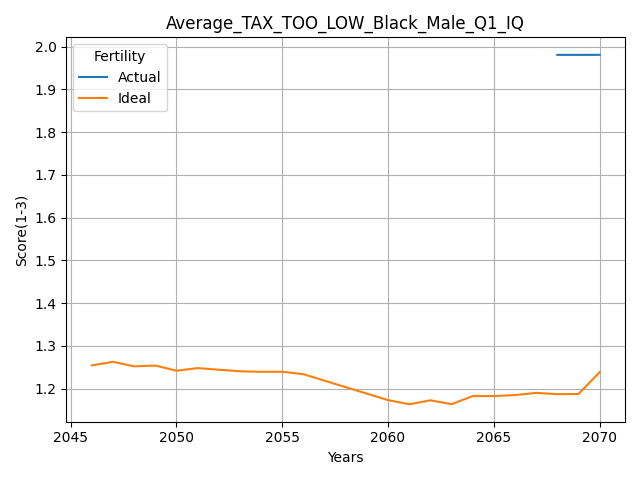 Average_TAX_TOO_LOW_Black_Male_Q1_IQ
Fertility
Actual
Ideal
Score(1-3)
2.0
1.9
1.8
1.7
1.6
1.5
1.4
1.3
1.2
2045
2050
2055
2060
2065
2070
Years